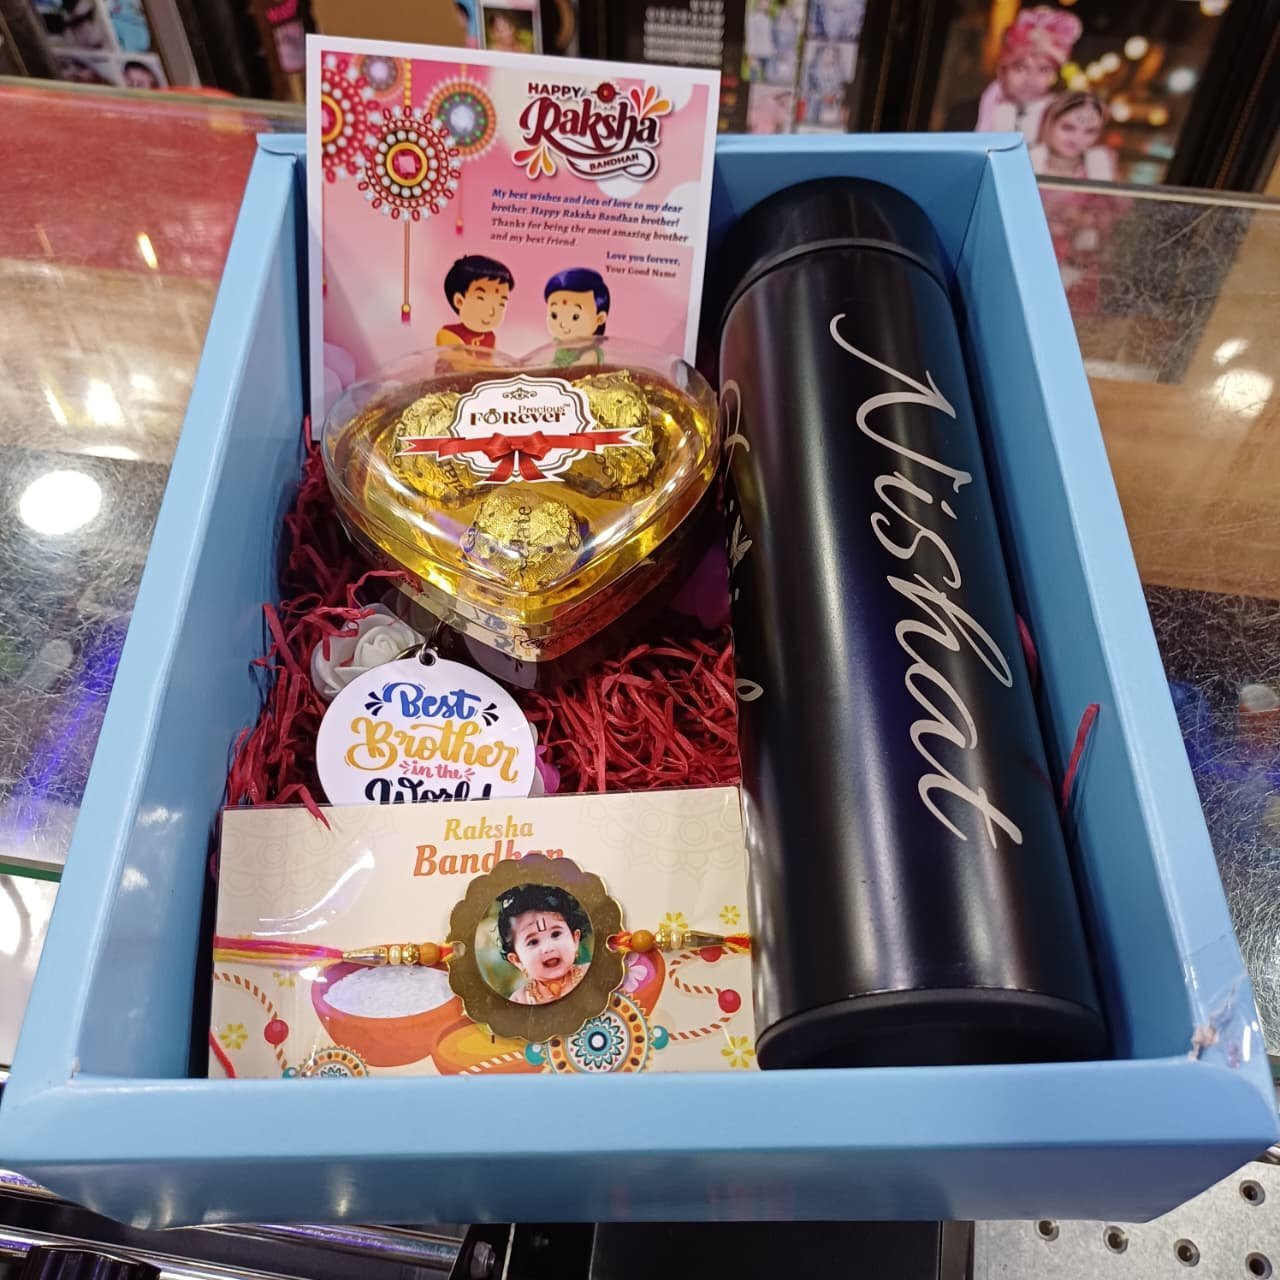 HAPPY
Raksha
BANDHAN
My best wishes and lots of love to my dear
brother. Happy Raksha Bandhan brother!
Thanks for being the most amazing brother
and my best friend.
Love you forever,
Your Good Name
Precious
FOREVER
Best
Brother
in the
World
Raksha
Bandhan
Nishat